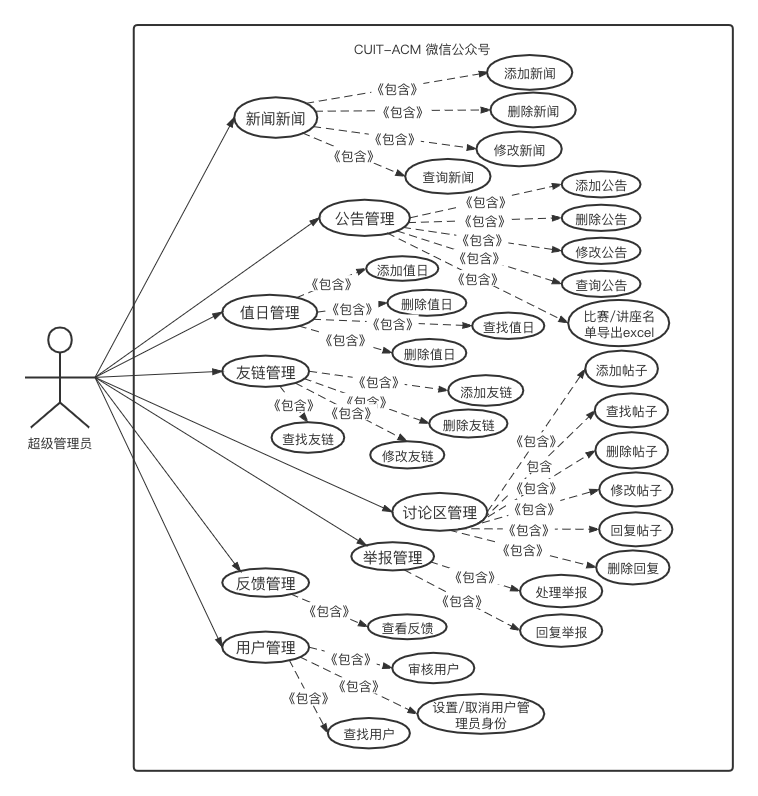 CUIT-ACM 微信公众号
新闻新闻
《包含》
添加新闻
《包含》
删除新闻
《包含》
修改新闻
《包含》
查询新闻
公告管理
《包含》
添加公告
《包含》
删除公告
《包含》
修改公告
《包含》
查询公告
《包含》
比赛/讲座名
单导出excel
值日管理
《包含》
添加值日
《包含》
删除值日
《包含》
查找值日
《包含》
删除值日
超级管理员
友链管理
《包含》
添加友链
《包含》
删除友链
《包含》
修改友链
《包含》
查找友链
讨论区管理
《包含》
添加帖子
包含
查找帖子
《包含》
删除帖子
《包含》
修改帖子
《包含》
回复帖子
《包含》
删除回复
举报管理
《包含》
处理举报
《包含》
回复举报
反馈管理
《包含》
查看反馈
用户管理
《包含》
审核用户
《包含》
设置/取消用户管
理员身份
《包含》
查找用户